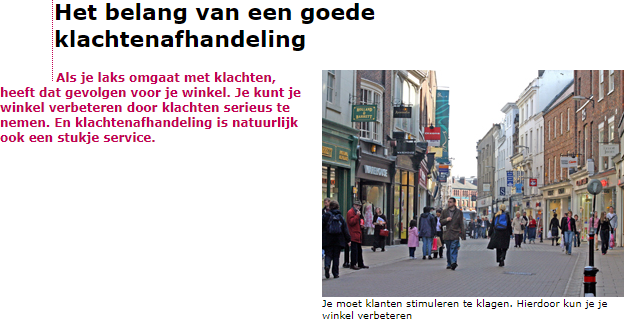 Het belang van een goede
klachtenafhandeling
Als je laks omgaat met klachten,
heeft dat gevolgen voor je winkel. Je kunt je
winkel verbeteren door klachten serieus te
nemen. En klachtenafhandeling is natuurlijk
ook een stukje service.
Je moet klanten stimuleren te klagen. Hierdoor kun je je
winkel verbeteren